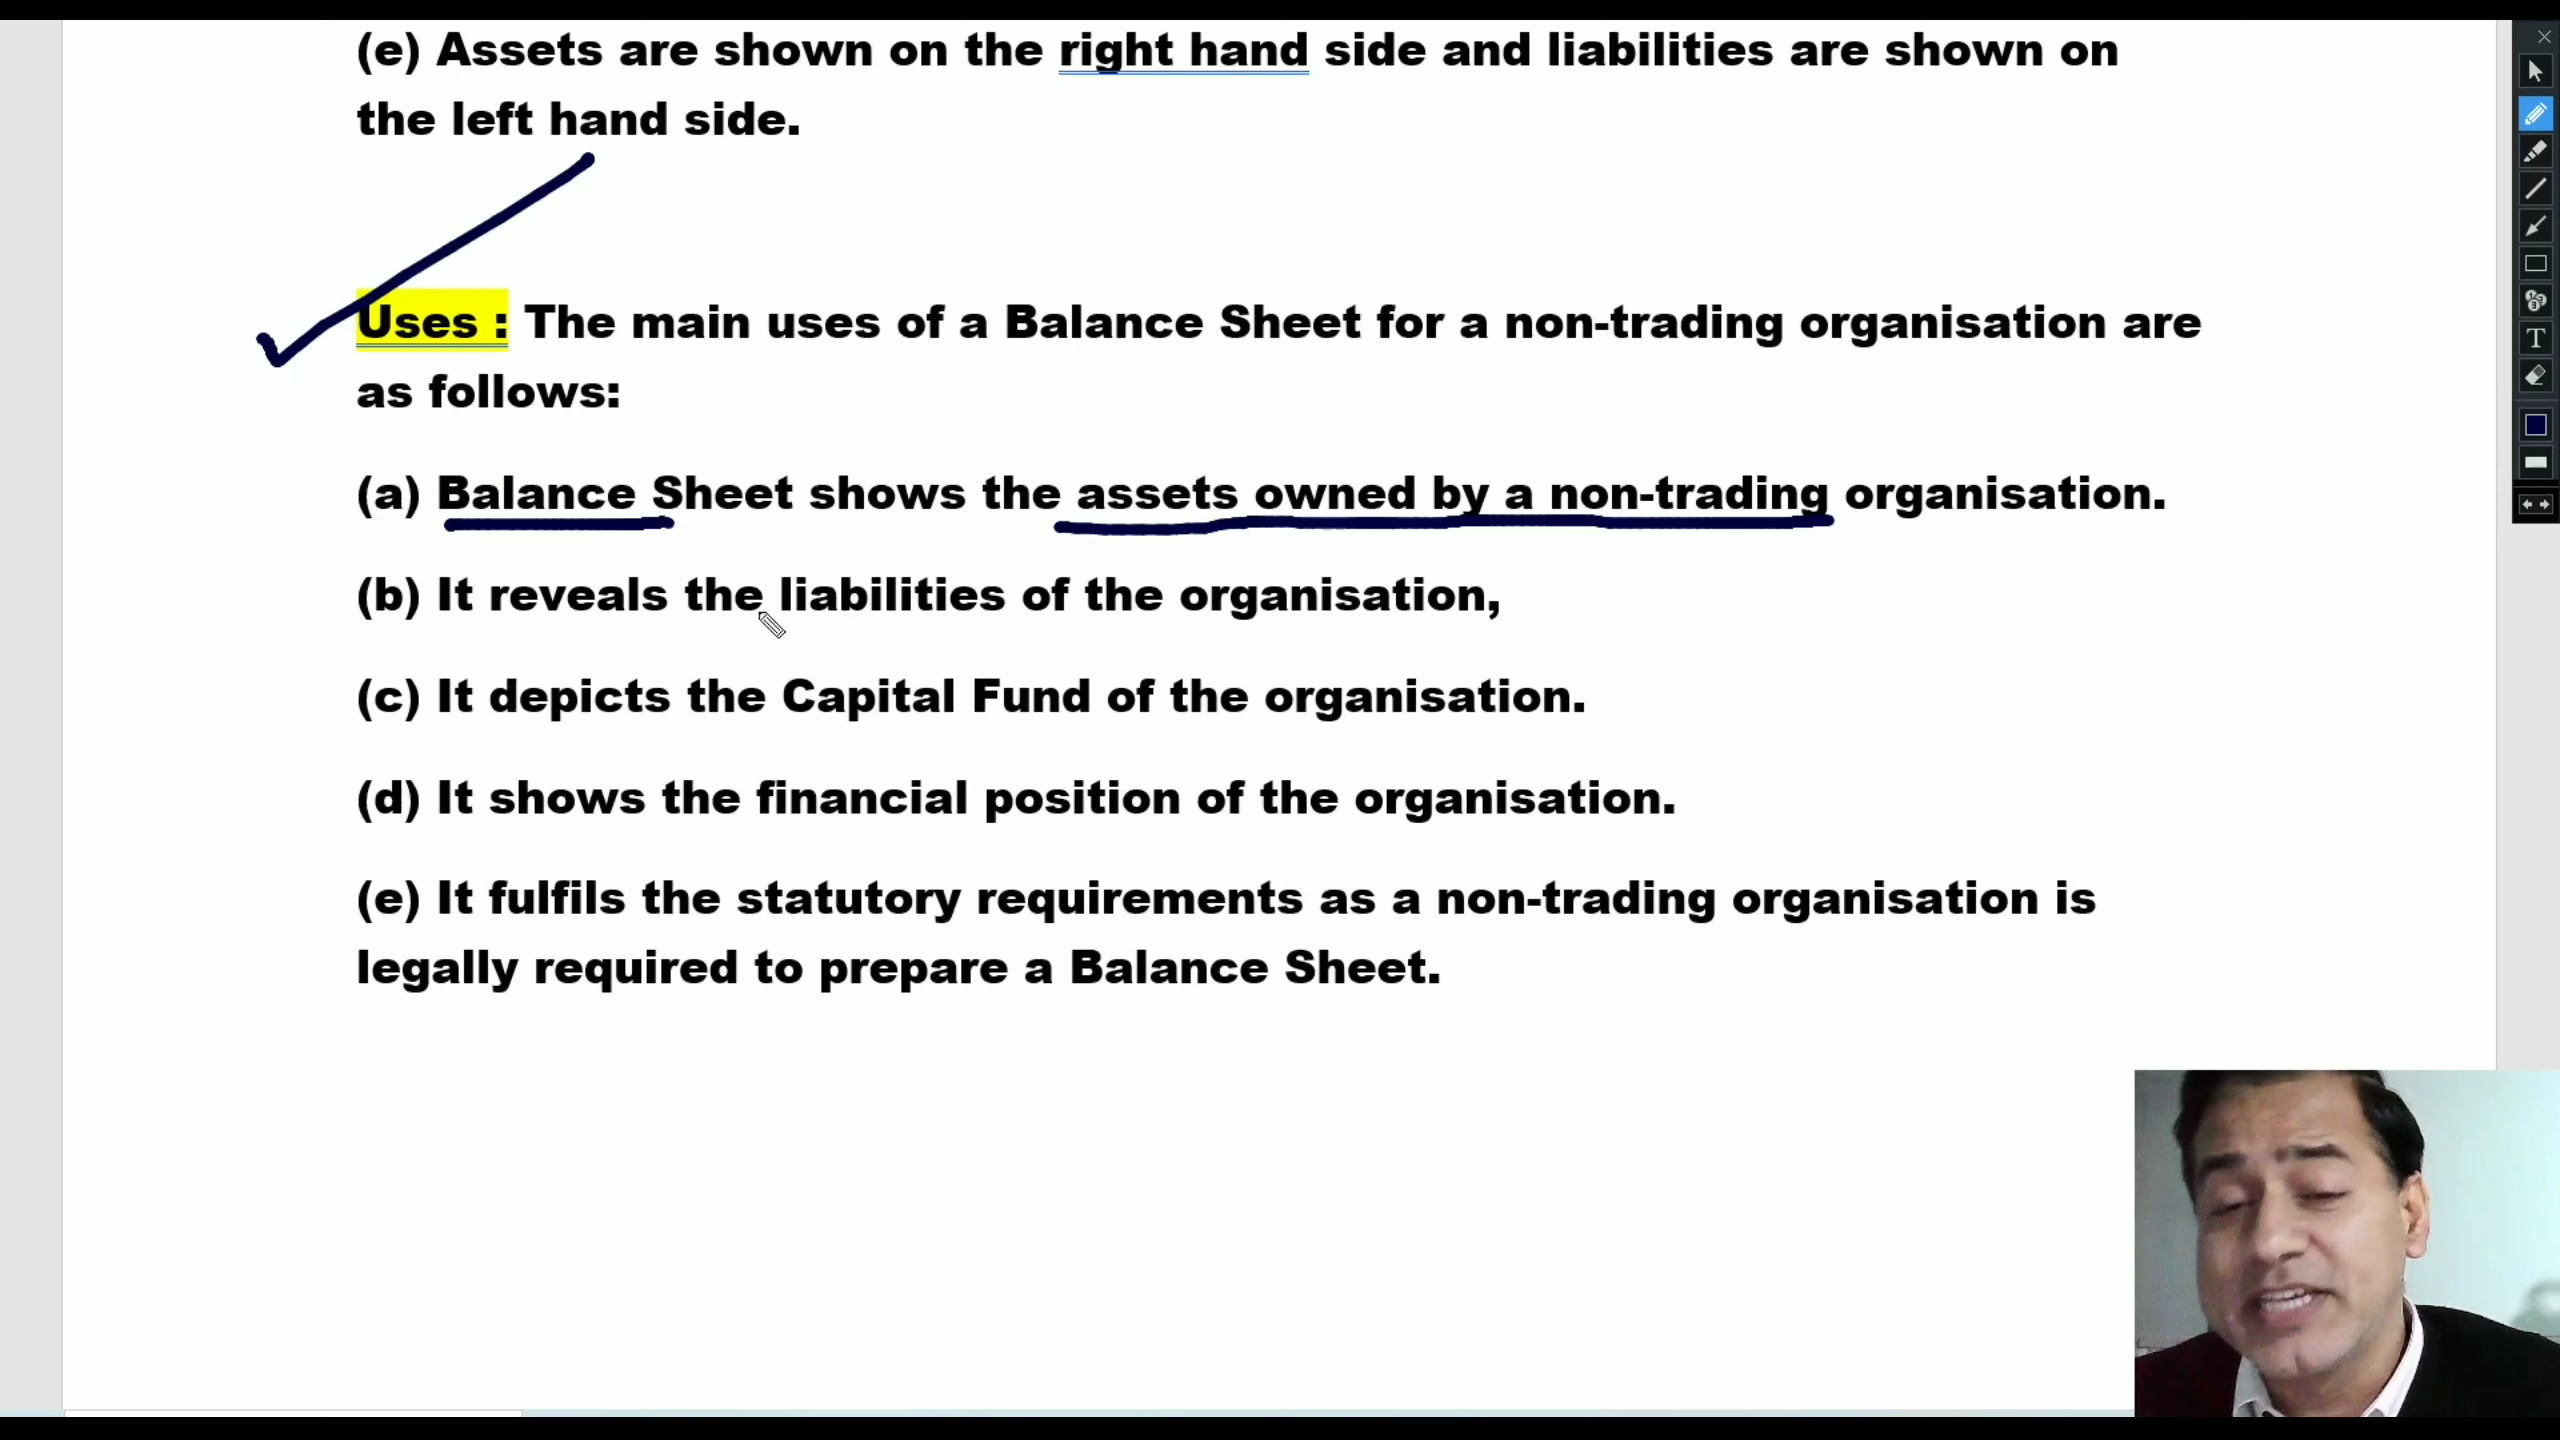 (e) Assets are shown on the right hand side and liabilities are shown on
the left hand side.
Uses : The main uses of a Balance Sheet for a non-trading organisation are
as follows:
(a) Balance Sheet shows the assets owned by a non-trading organisation.
(b) It reveals the liabilities of the organisation,
(c) It depicts the Capital Fund of the organisation.
(d) It shows the financial position of the organisation.
(e) It fulfils the statutory requirements as a non-trading organisation is
legally required to prepare a Balance Sheet.